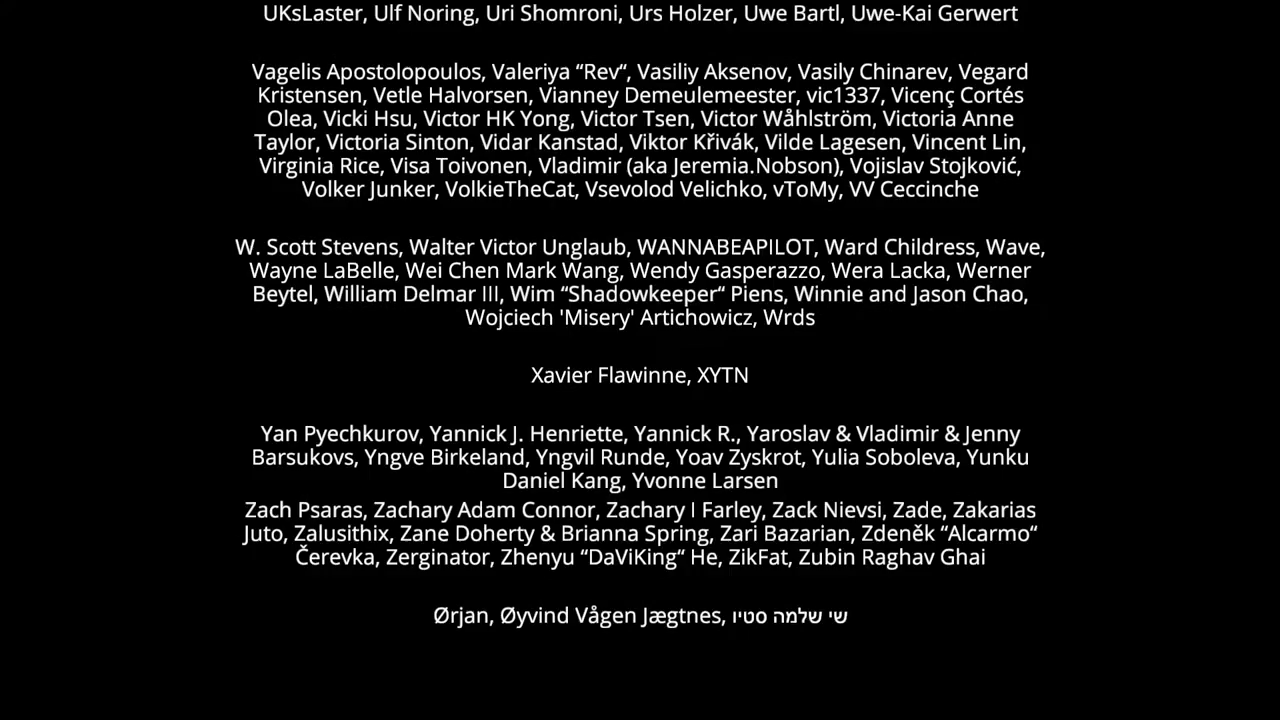 UKsLaster, Ulf Noring, Uri Shomroni, Urs Holzer, Uwe Bartl, Uwe-Kai Gerwert
Vagelis Apostolopoulos, Valeriya “Rev“, Vasiliy Aksenov, Vasily Chinarev, Vegard
Kristensen, Vetle Halvorsen, Vianney Demeulemeester, vic1337, Vicenç Cortés
Olea, Vicki Hsu, Victor HK Yong, Victor Tsen, Victor Wåhlström, Victoria Anne
Taylor, Victoria Sinton, Vidar Kanstad, Viktor Křivák, Vilde Lagesen, Vincent Lin,
Virginia Rice, Visa Toivonen, Vladimir (aka Jeremia.Nobson), Vojislav Stojković,
Volker Junker, VolkieTheCat, Vsevolod Velichko, vToMy, VV Ceccinche
W. Scott Stevens, Walter Victor Unglaub, WANNABEAPILOT, Ward Childress, Wave,
Wayne LaBelle, Wei Chen Mark Wang, Wendy Gasperazzo, Wera Lacka, Werner
Beytel, William Delmar III, Wim “Shadowkeeper“ Piens, Winnie and Jason Chao,
Wojciech 'Misery' Artichowicz, Wrds
Xavier Flawinne, XYTN
Yan Pyechkurov, Yannick J. Henriette, Yannick R., Yaroslav & Vladimir & Jenny
Barsukovs, Yngve Birkeland, Yngvil Runde, Yoav Zyskrot, Yulia Soboleva, Yunku
Daniel Kang, Yvonne Larsen
Zach Psaras, Zachary Adam Connor, Zachary I Farley, Zack Nievsi, Zade, Zakarias
Juto, Zalusithix, Zane Doherty & Brianna Spring, Zari Bazarian, Zdeněk “Alcarmo“
Čerevka, Zerginator, Zhenyu “DaViKing“ He, ZikFat, Zubin Raghav Ghai
Ørjan, Øyvind Vågen Jægtnes, שי שלמה סטיו